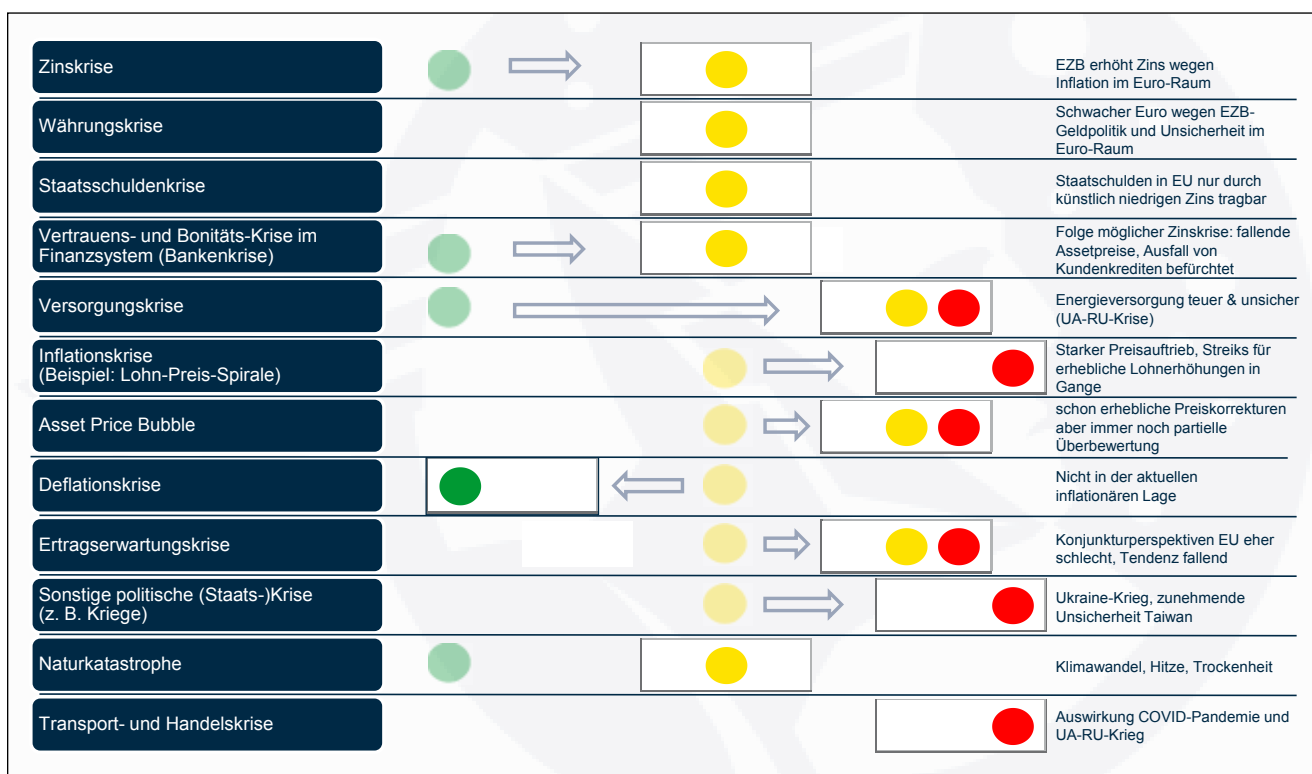 Zinskrise
EZB erhöht Zins wegen
Inflation im Euro-Raum
Währungskrise
Schwacher Euro wegen EZB-
Geldpolitik und Unsicherheit im
Euro-Raum
Staatsschuldenkrise
Staatschulden in EU nur durch
künstlich niedrigen Zins tragbar
Vertrauens- und Bonitäts-Krise im
Finanzsystem (Bankenkrise)
Folge möglicher Zinskrise: fallende
Assetpreise, Ausfall von
Kundenkrediten befürchtet
Versorgungskrise
Energieversorgung teuer & unsicher
(UA-RU-Krise)
Inflationskrise
(Beispiel: Lohn-Preis-Spirale)
Starker Preisauftrieb, Streiks für
erhebliche Lohnerhöhungen in
Gange
Asset Price Bubble
schon erhebliche Preiskorrekturen
aber immer noch partielle
Überbewertung
Deflationskrise
Nicht in der aktuellen
inflationären Lage
Ertragserwartungskrise
Konjunkturperspektiven EU eher
schlecht, Tendenz fallend
Sonstige politische (Staats-)Krise
(z. B. Kriege)
Ukraine-Krieg, zunehmende
Unsicherheit Taiwan
Naturkatastrophe
Klimawandel, Hitze, Trockenheit
Transport- und Handelskrise
Auswirkung COVID-Pandemie und
UA-RU-Krieg